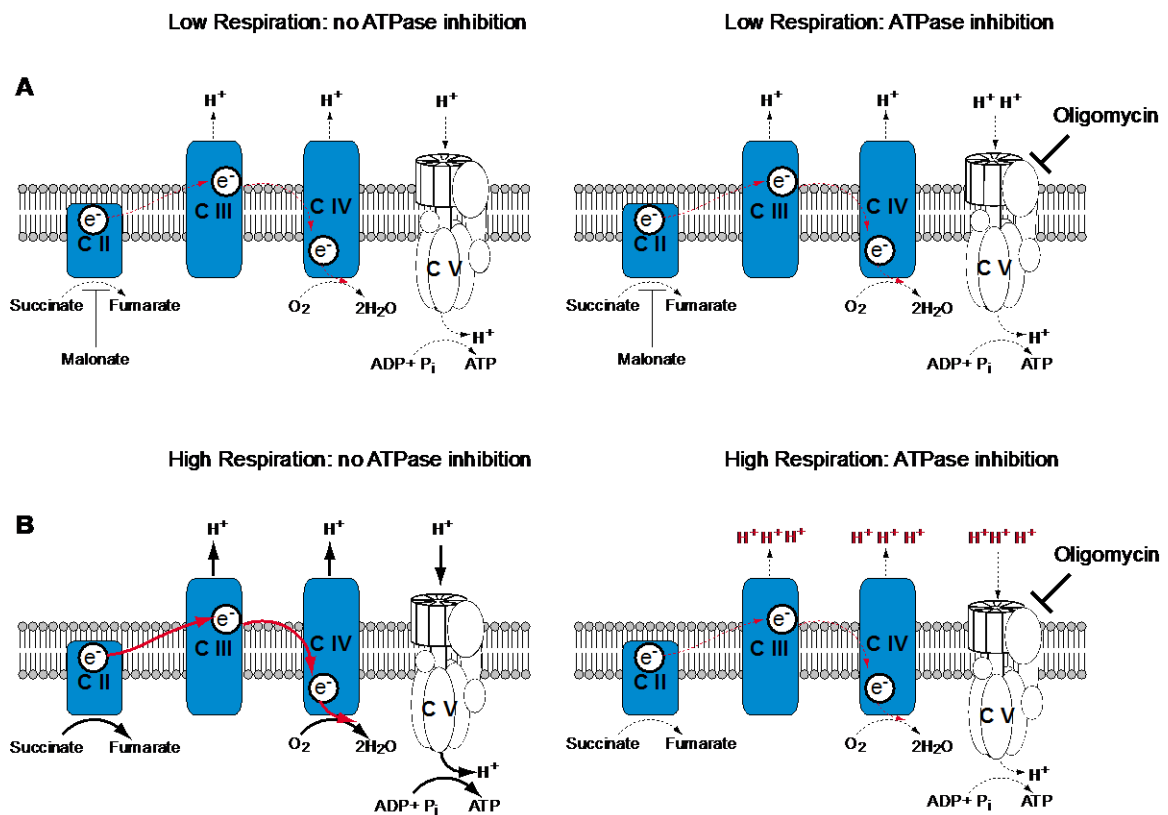 Low Respiration: no ATPase inhibition
Low Respiration: ATPase inhibition
A
H+
H+
H+
e-
C II
e-
C III
C IV
e-
C V
Succinate
Fumarate
Malonate
O2
2H2O
H+
ADP+ Pi
ATP
H+
H+
H+ H+
Oligomycin
e-
C II
e-
C III
C IV
e-
C V
Succinate
Fumarate
Malonate
O2
2H2O
H+
ADP+ Pi
ATP
High Respiration: no ATPase inhibition
High Respiration: ATPase inhibition
B
H+
H+
H+
e-
C II
e-
C III
C IV
e-
C V
Succinate
Fumarate
O2
2H2O
H+
ADP+ Pi
ATP
H+ H+ H+
H+ H+ H+
H+ H+ H+
Oligomycin
e-
C II
e-
C III
C IV
e-
C V
Succinate
Fumarate
O2
2H2O
H+
ADP+ Pi
ATP